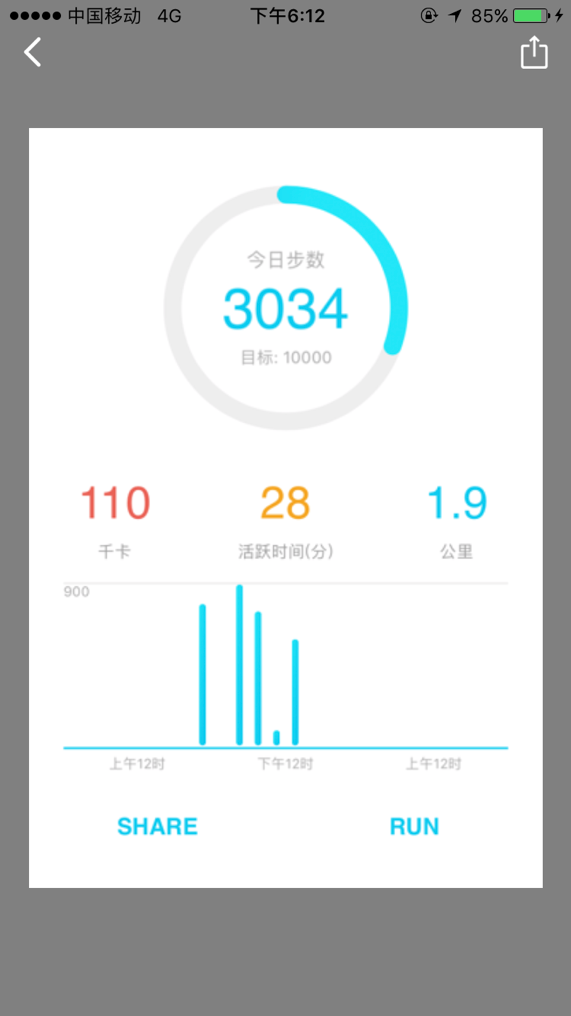 中国移动 4G 下午6:12 85%
今日步数
3034
目标: 10000
110 28 1.9
千卡 活跃时间(分) 公里
900
上午12时 下午12时 上午12时
SHARE RUN